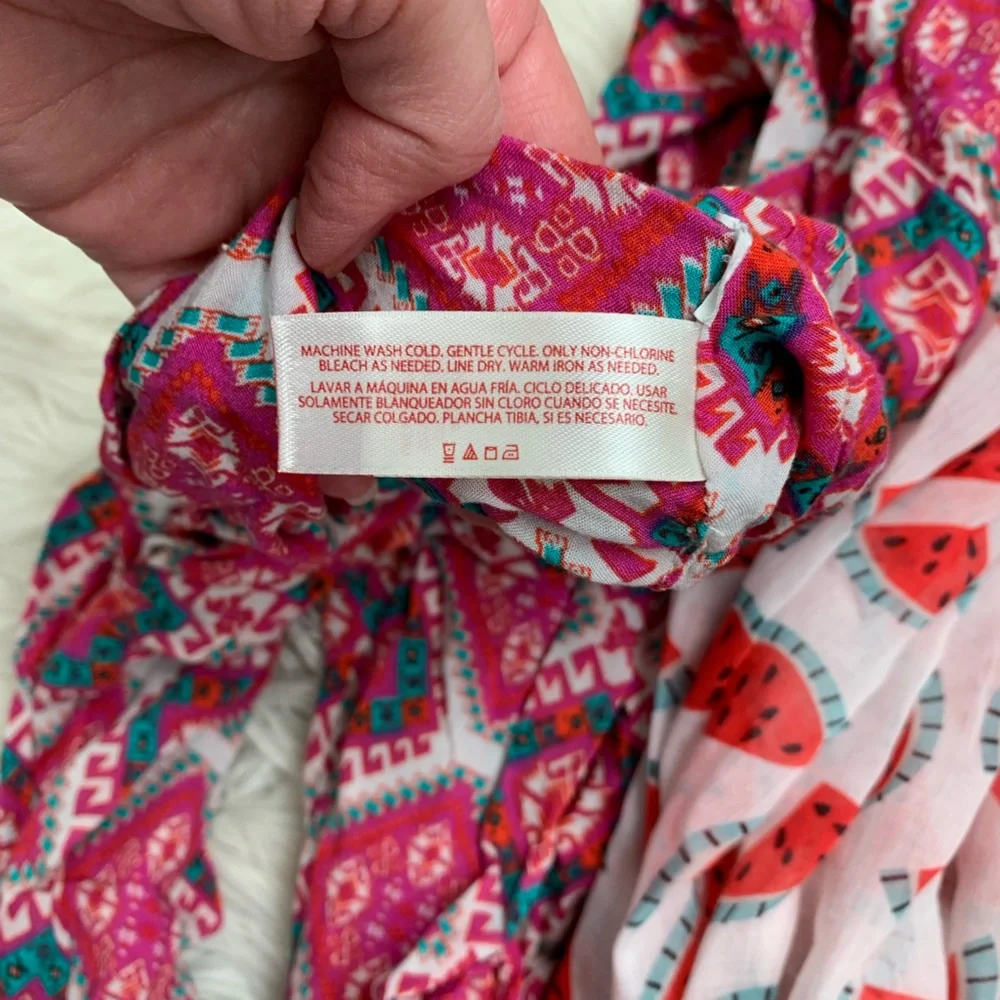 MACHINE WASH COLD. GENTLE CYCLE. ONLY NON-CHLORINE
BLEACH AS NEEDED. LINE DRY. WARM IRON AS NEEDED.
LAVAR A MÁQUINA EN AGUA FRÍA. CICLO DELICADO. USAR
SOLAMENTE BLANQUEADOR SIN CLORO CUANDO SE NECESITE.
SECAR COLGADO. PLANCHA TIBIA, SI ES NECESARIO.